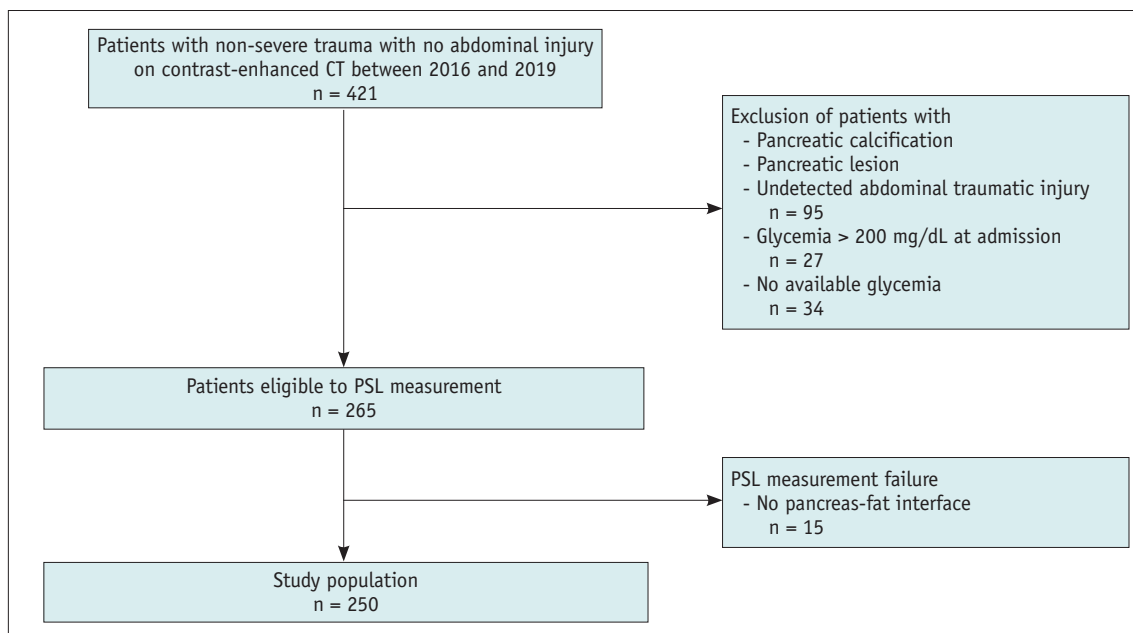 Patients with non-severe trauma with no abdominal injury
on contrast-enhanced CT between 2016 and 2019
n = 421
Exclusion of patients with
- Pancreatic calcification
- Pancreatic lesion
- Undetected abdominal traumatic injury
n = 95
- Glycemia > 200 mg/dL at admission
n = 27
- No available glycemia
n = 34
Patients eligible to PSL measurement
n = 265
PSL measurement failure
- No pancreas-fat interface
n = 15
Study population
n = 250